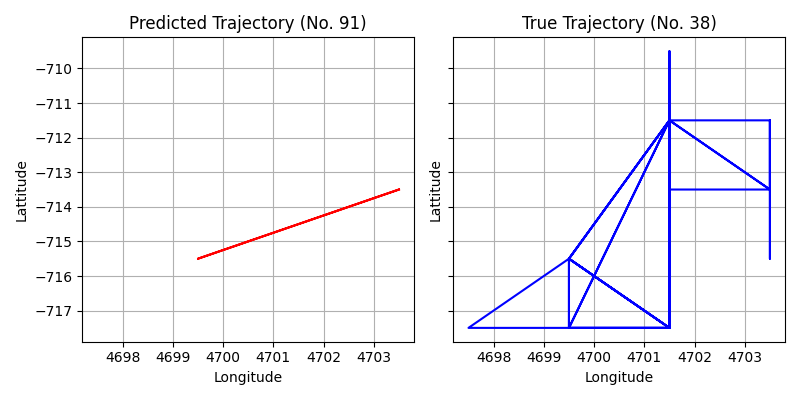 Predicted Trajectory (No. 91)
True Trajectory (No. 38)
−710
−711
−712
−713
−714
−715
−716
−717
Lattitude
Lattitude
4698 4699 4700 4701 4702 4703
4698 4699 4700 4701 4702 4703
Longitude
Longitude